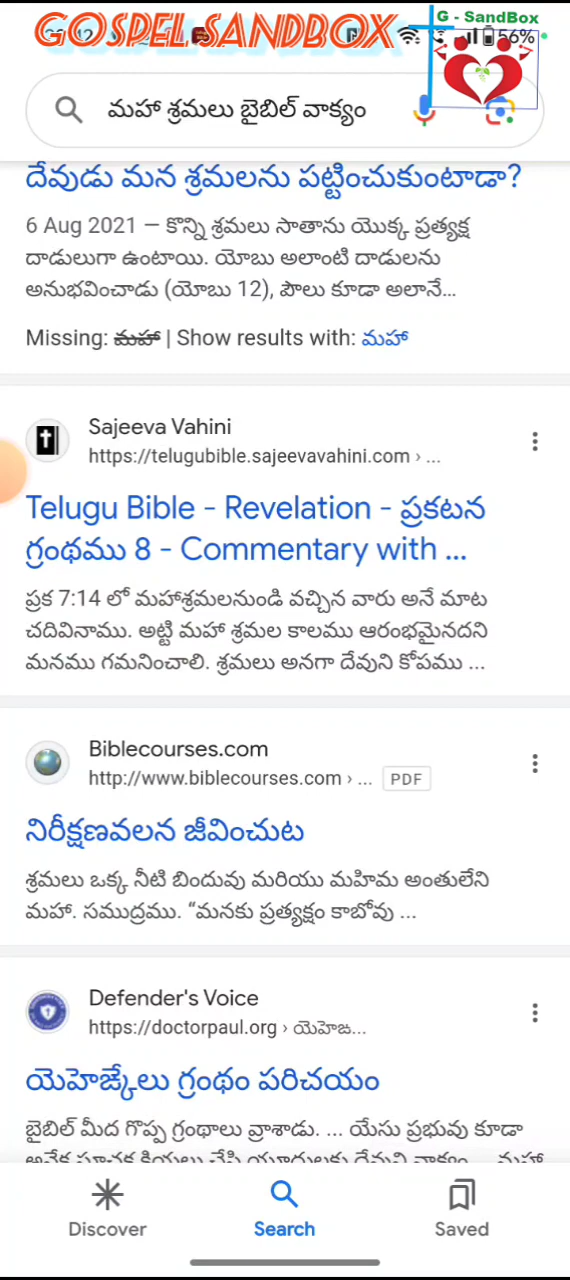 GOSPEL SANDBOX
G - SandBox
56%
మహా శ్రమలు బైబిల్ వాక్యం
దేవుడు మన శ్రమలను పట్టించుకుంటాడా?
6 Aug 2021 — కొన్ని శ్రమలు సాతాను యొక్క ప్రత్యక్ష
దాడులుగా ఉంటాయి. యోబు అలాంటి దాడులను
అనుభవించాడు (యోబు 12), పౌలు కూడా అలానే...
Missing: మహా | Show results with: మహా
Sajeeva Vahini
https://telugubible.sajeevavahini.com › ...
Telugu Bible - Revelation - ప్రకటన
గ్రంథము 8 - Commentary with ...
ప్రక 7:14 లో మహాశ్రమలనుండి వచ్చిన వారు అనే మాట
చదివినాము. అట్టి మహా శ్రమల కాలము ఆరంభమైనదని
మనము గమనించాలి. శ్రమలు అనగా దేవుని కోపము ...
Biblecourses.com
http://www.biblecourses.com › ... PDF
నిరీక్షణవలన జీవించుట
శ్రమలు ఒక్క నీటి బిందువు మరియు మహిమ అంతులేని
మహా. సముద్రము. “మనకు ప్రత్యక్షం కాబోవు ...
Defender's Voice
https://doctorpaul.org › యెహెజ...
యెహెజ్కేలు గ్రంథం పరిచయం
బైబిల్ మీద గొప్ప గ్రంథాలు వ్రాశాడు. ... యేసు ప్రభువు కూడా
Discover
Search
Saved